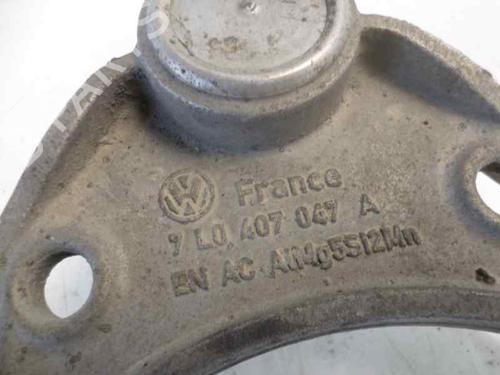 VW France
7 L0 407 047 A
EN AC AlMg5Si2Mn